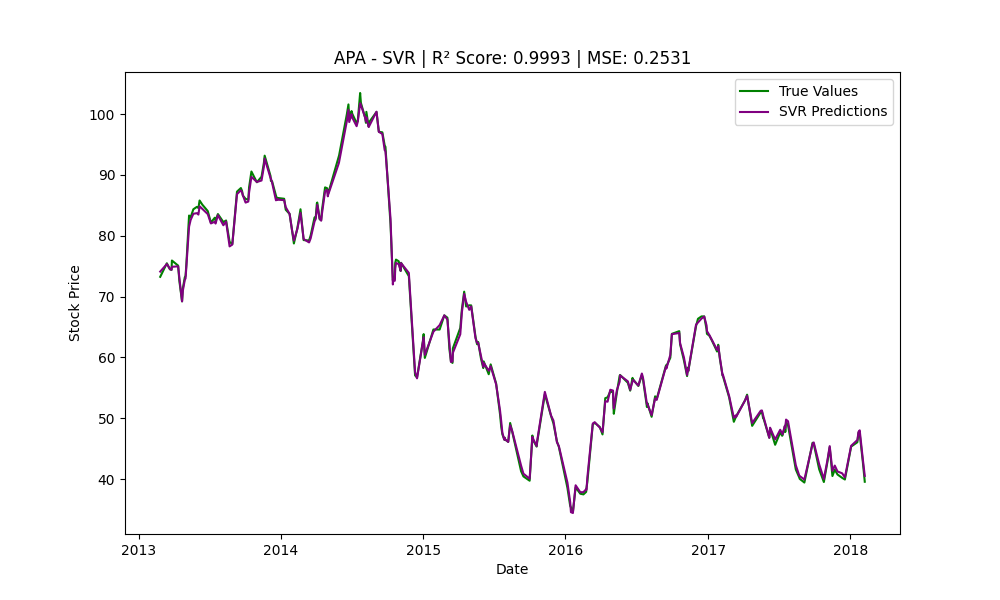 APA - SVR | R² Score: 0.9993 | MSE: 0.2531
True Values
SVR Predictions
Stock Price
100
90
80
70
60
50
40
2013 2014 2015 2016 2017 2018
Date